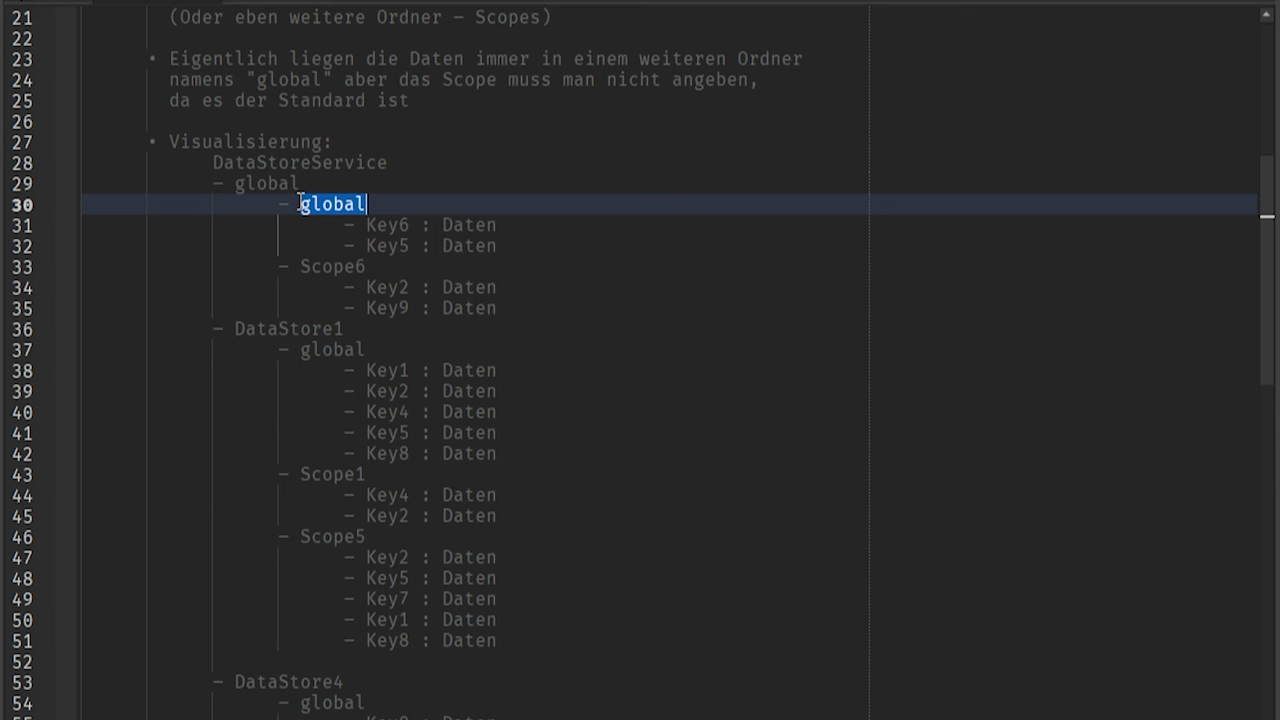 21 (Oder eben weitere Ordner - Scopes)
22
23 • Eigentlich liegen die Daten immer in einem weiteren Ordner
24 namens "global" aber das Scope muss man nicht angeben,
25 da es der Standard ist
26
27 • Visualisierung:
28 DataStoreService
29 - global
30 - global
31 - Key6 : Daten
32 - Key5 : Daten
33 - Scope6
34 - Key2 : Daten
35 - Key9 : Daten
36 - DataStore1
37 - global
38 - Key1 : Daten
39 - Key2 : Daten
40 - Key4 : Daten
41 - Key5 : Daten
42 - Key8 : Daten
43 - Scope1
44 - Key4 : Daten
45 - Key2 : Daten
46 - Scope5
47 - Key2 : Daten
48 - Key5 : Daten
49 - Key7 : Daten
50 - Key1 : Daten
51 - Key8 : Daten
52
53 - DataStore4
54 - global